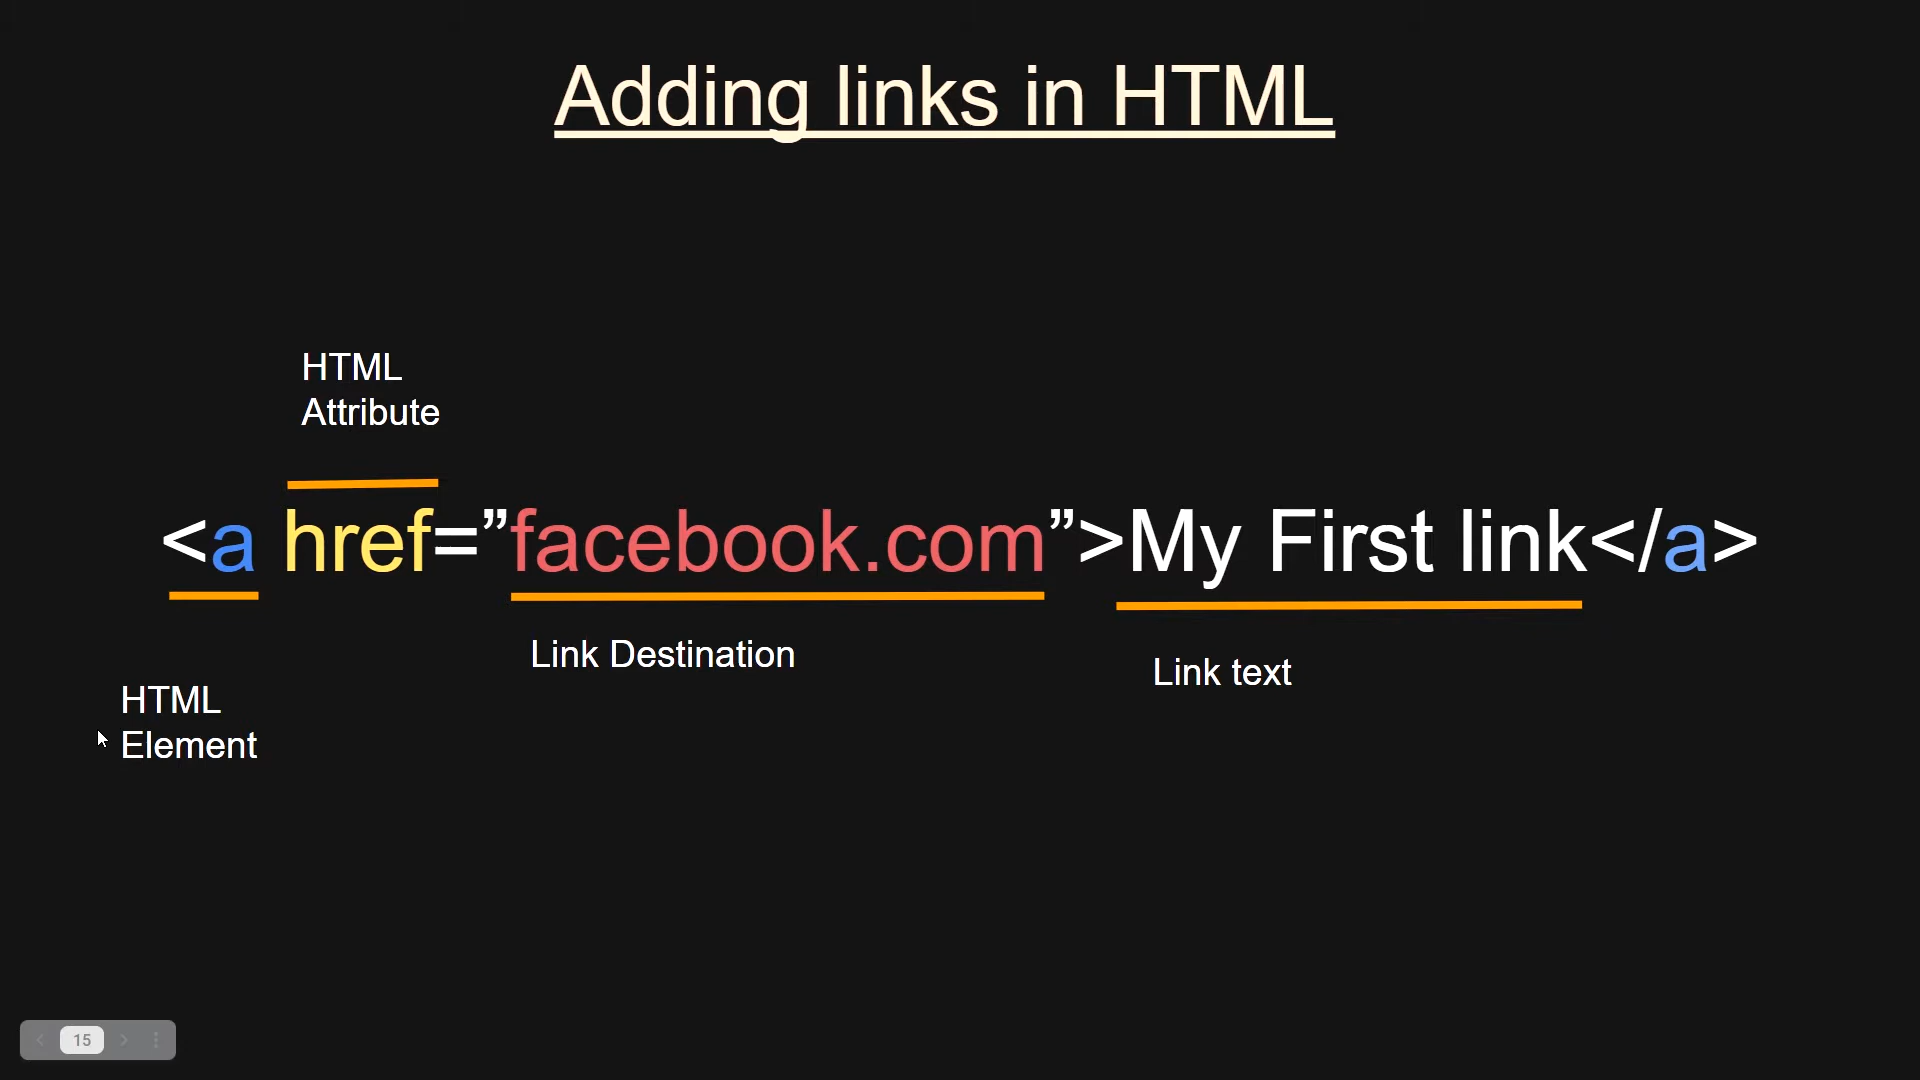 Adding links in HTML
HTML
Attribute
<a href=”facebook.com”>My First link</a>
Link Destination
Link text
HTML
Element
15